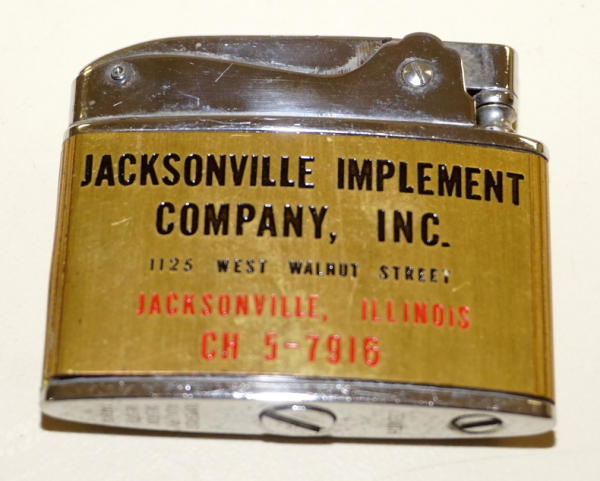 JACKSONVILLE IMPLEMENT
COMPANY, INC.
1125 WEST WALNUT STREET
JACKSONVILLE, ILLINOIS
CH 5-7916